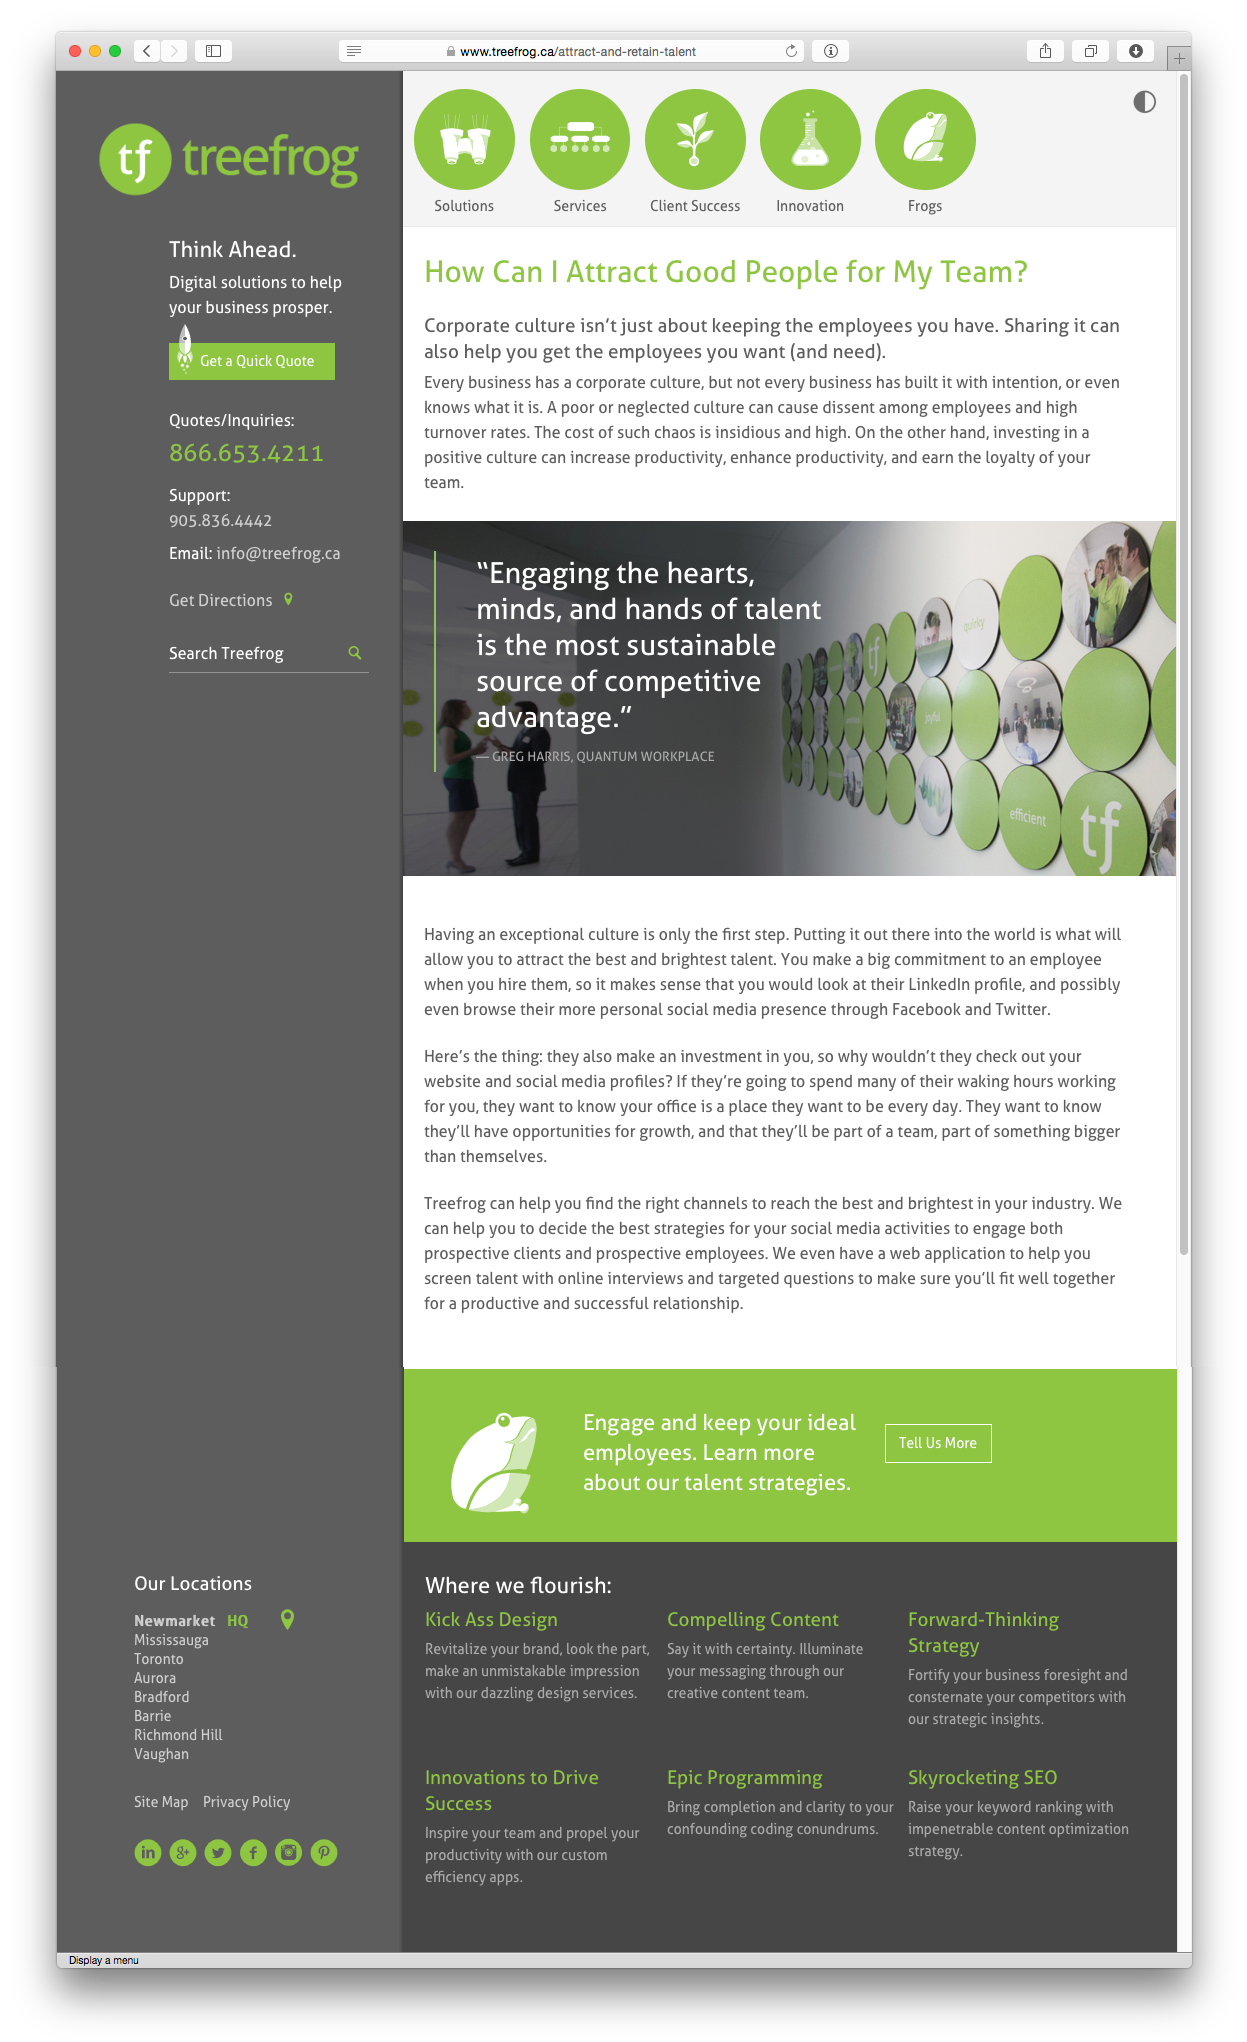 www.treefrog.ca/attract-and-retain-talent
tf treefrog
Think Ahead.
Digital solutions to help
your business prosper.
Get a Quick Quote
Quotes/Inquiries:
866.653.4211
Support:
905.836.4442
Email: info@treefrog.ca
Get Directions
Search Treefrog
Solutions
Services
Client Success
Innovation
Frogs
How Can I Attract Good People for My Team?
Corporate culture isn’t just about keeping the employees you have. Sharing it can
also help you get the employees you want (and need).
Every business has a corporate culture, but not every business has built it with intention, or even
knows what it is. A poor or neglected culture can cause dissent among employees and high
turnover rates. The cost of such chaos is insidious and high. On the other hand, investing in a
positive culture can increase productivity, enhance productivity, and earn the loyalty of your
team.
“Engaging the hearts,
minds, and hands of talent
is the most sustainable
source of competitive
advantage.”
— GREG HARRIS, QUANTUM WORKPLACE
quirky
tf
joyful
efficient
tf
Having an exceptional culture is only the first step. Putting it out there into the world is what will
allow you to attract the best and brightest talent. You make a big commitment to an employee
when you hire them, so it makes sense that you would look at their LinkedIn profile, and possibly
even browse their more personal social media presence through Facebook and Twitter.
Here’s the thing: they also make an investment in you, so why wouldn’t they check out your
website and social media profiles? If they’re going to spend many of their waking hours working
for you, they want to know your office is a place they want to be every day. They want to know
they’ll have opportunities for growth, and that they’ll be part of a team, part of something bigger
than themselves.
Treefrog can help you find the right channels to reach the best and brightest in your industry. We
can help you to decide the best strategies for your social media activities to engage both
prospective clients and prospective employees. We even have a web application to help you
screen talent with online interviews and targeted questions to make sure you’ll fit well together
for a productive and successful relationship.
Engage and keep your ideal
employees. Learn more
about our talent strategies.
Tell Us More
Our Locations
Newmarket HQ
Mississauga
Toronto
Aurora
Bradford
Barrie
Richmond Hill
Vaughan
Site Map Privacy Policy
in g+ f
Where we flourish:
Kick Ass Design
Revitalize your brand, look the part,
make an unmistakable impression
with our dazzling design services.
Compelling Content
Say it with certainty. Illuminate
your messaging through our
creative content team.
Forward-Thinking
Strategy
Fortify your business foresight and
consternate your competitors with
our strategic insights.
Innovations to Drive
Success
Inspire your team and propel your
productivity with our custom
efficiency apps.
Epic Programming
Bring completion and clarity to your
confounding coding conundrums.
Skyrocketing SEO
Raise your keyword ranking with
impenetrable content optimization
strategy.
Display a menu